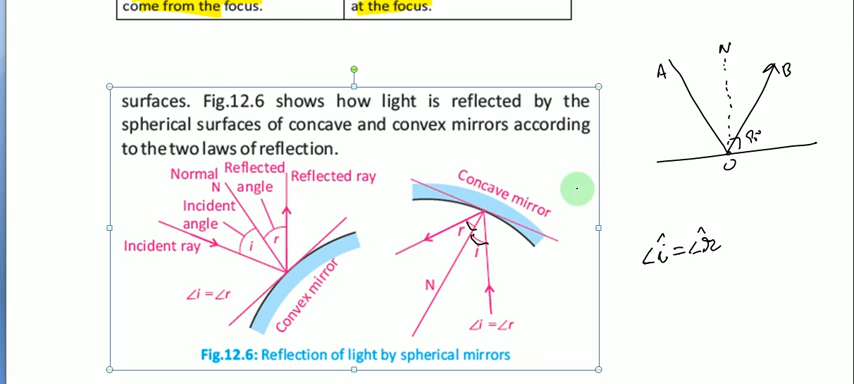 come from the focus.
at the focus.
surfaces. Fig.12.6 shows how light is reflected by the
spherical surfaces of concave and convex mirrors according
to the two laws of reflection.
Normal
N
Reflected
angle
Reflected ray
Incident
angle
Incident ray
i
r
∠i = ∠r
Convex mirror
Concave mirror
r
i
N
∠i = ∠r
Fig.12.6: Reflection of light by spherical mirrors
A
N
B
O
∠î = ∠r̂